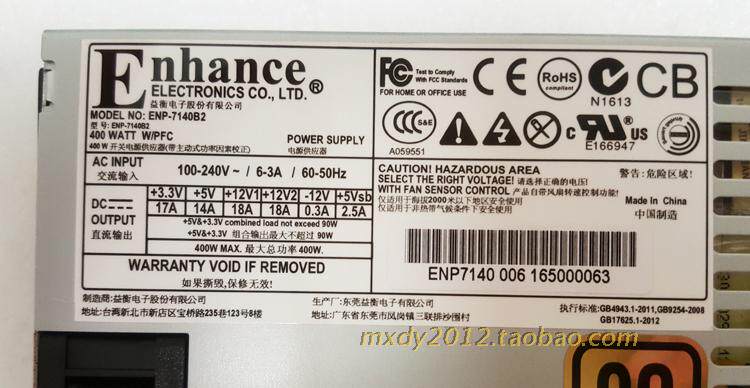 Enhance
ELECTRONICS CO., LTD.®
益衡电子股份有限公司
MODEL NO: ENP-7140B2
型号: ENP-7140B2
400 WATT W/PFC
POWER SUPPLY
400 W 开关电源供应器(带主动式功率因素校正)
电源供应器
AC INPUT
交流输入
100-240V~ / 6-3A / 60-50Hz
DC
OUTPUT
直流输出
+3.3V +5V +12V1 +12V2 -12V +5Vsb
17A 14A 18A 18A 0.3A 2.5A
+5V&+3.3V combined load not exceed 90W
+5V&+3.3V 组合输出最大不超过 90W
400W MAX. 最大总功率 400W.
WARRANTY VOID IF REMOVED
如果撕毁,保修无效!
FC
Test to Comply
With FCC Standards
FOR HOME OR OFFICE USE
CE
RoHS
compliant
N1613
CB
CCC
S&E
A059551
c RU US
E166947
CAUTION! HAZARDOUS AREA
警告:危险区域!
SELECT THE RIGHT VOLTAGE! 选择正确的电压!
WITH FAN SENSOR CONTROL 产品自带风扇转速控制功能!
仅适用于海拔2000米以下地区安全使用
仅适用于非热带气候条件下安全使用
Made In China
中国制造
ENP7140 006 165000063
制造商:益衡电子股份有限公司
地址:台湾新北市新店区宝桥路235巷123号8楼
生产厂:东莞益衡电子有限公司
地址:广东省东莞市凤岗镇三联排沙围村
执行标准:GB4943.1-2011,GB9254-2008
GB17625.1-2012
mxdy2012.taobao.com